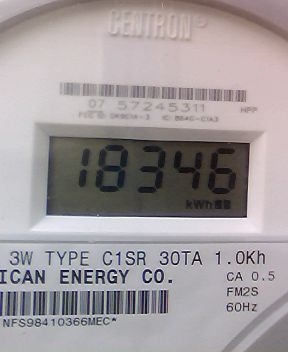 CENTRON®
07 57245311 HPP
18346
kWh
3W TYPE C1SR 30TA 1.0Kh
ICAN ENERGY CO. CA 0.5
FM2S
NFS98410366MEC* 60Hz